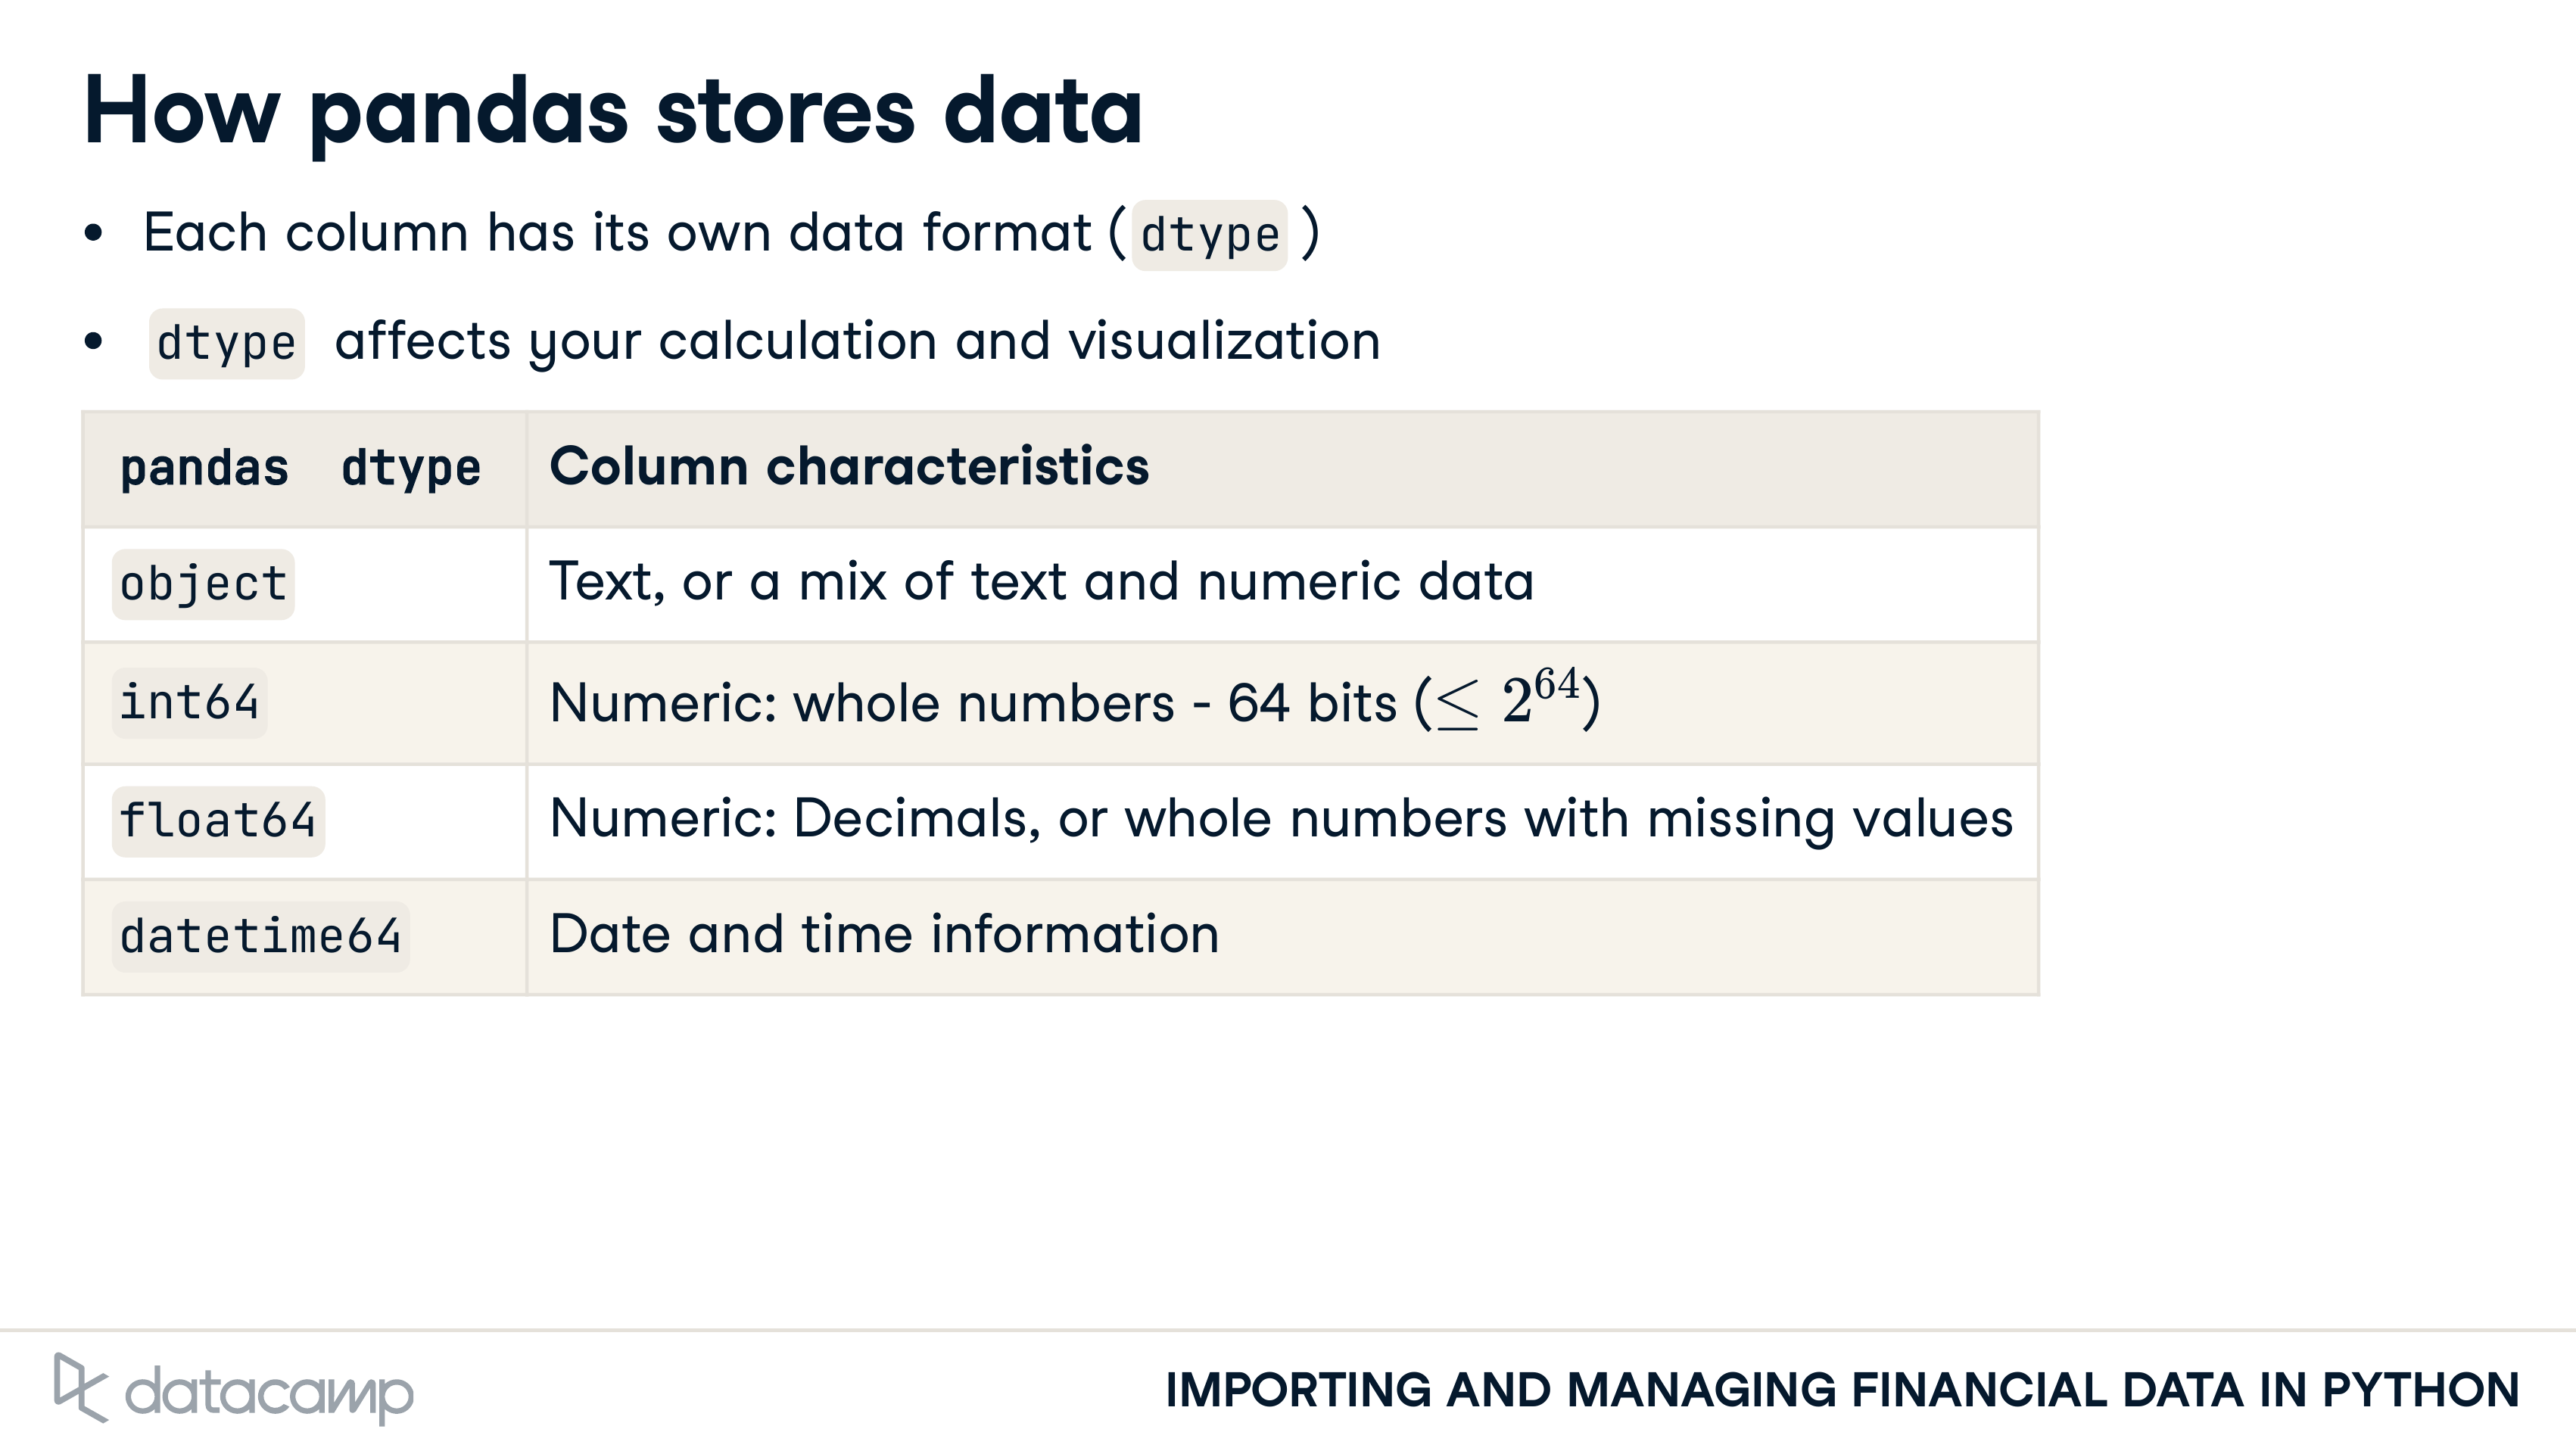 How pandas stores data
• Each column has its own data format (dtype)
• dtype affects your calculation and visualization
pandas dtype Column characteristics
object Text, or a mix of text and numeric data
int64 Numeric: whole numbers - 64 bits (≤ 2⁶⁴)
float64 Numeric: Decimals, or whole numbers with missing values
datetime64 Date and time information
datacamp IMPORTING AND MANAGING FINANCIAL DATA IN PYTHON